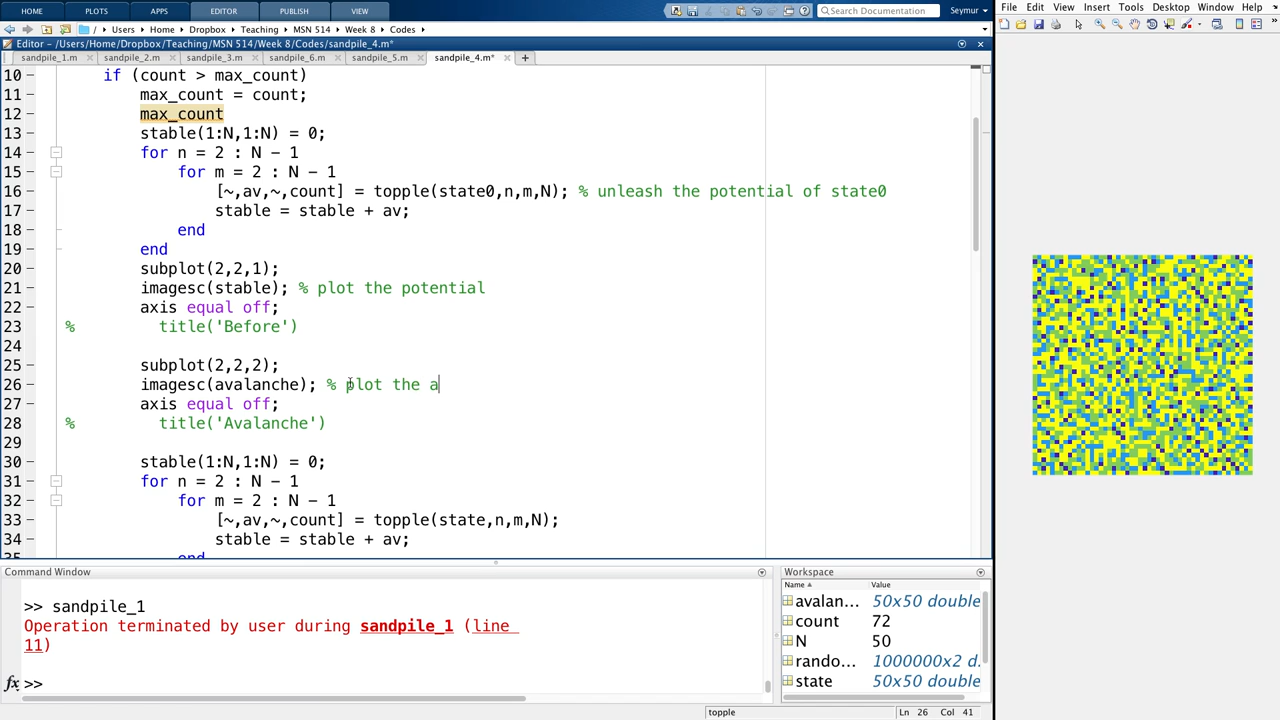 HOME PLOTS APPS EDITOR PUBLISH VIEW Search Documentation Seymur
File Edit View Insert Tools Desktop Window Help
/ Users Home Dropbox Teaching MSN 514 Week 8 Codes
Editor - /Users/Home/Dropbox/Teaching/MSN 514/Week 8/Codes/sandpile_4.m*
sandpile_1.m sandpile_2.m sandpile_3.m sandpile_6.m sandpile_5.m sandpile_4.m*
10 if (count > max_count)
11 max_count = count;
12 max_count
13 stable(1:N,1:N) = 0;
14 for n = 2 : N - 1
15 for m = 2 : N - 1
16 [~,av,~,count] = topple(state0,n,m,N); % unleash the potential of state0
17 stable = stable + av;
18 end
19 end
20 subplot(2,2,1);
21 imagesc(stable); % plot the potential
22 axis equal off;
23 % title('Before')
24
25 subplot(2,2,2);
26 imagesc(avalanche); % plot the a
27 axis equal off;
28 % title('Avalanche')
29
30 stable(1:N,1:N) = 0;
31 for n = 2 : N - 1
32 for m = 2 : N - 1
33 [~,av,~,count] = topple(state,n,m,N);
34 stable = stable + av;
35 end
Command Window
>> sandpile_1
Operation terminated by user during sandpile_1 (line
11)
fx >>
Workspace
Name Value
avalan... 50x50 double
count 72
N 50
rando... 1000000x2 d...
state 50x50 double
topple Ln 26 Col 41